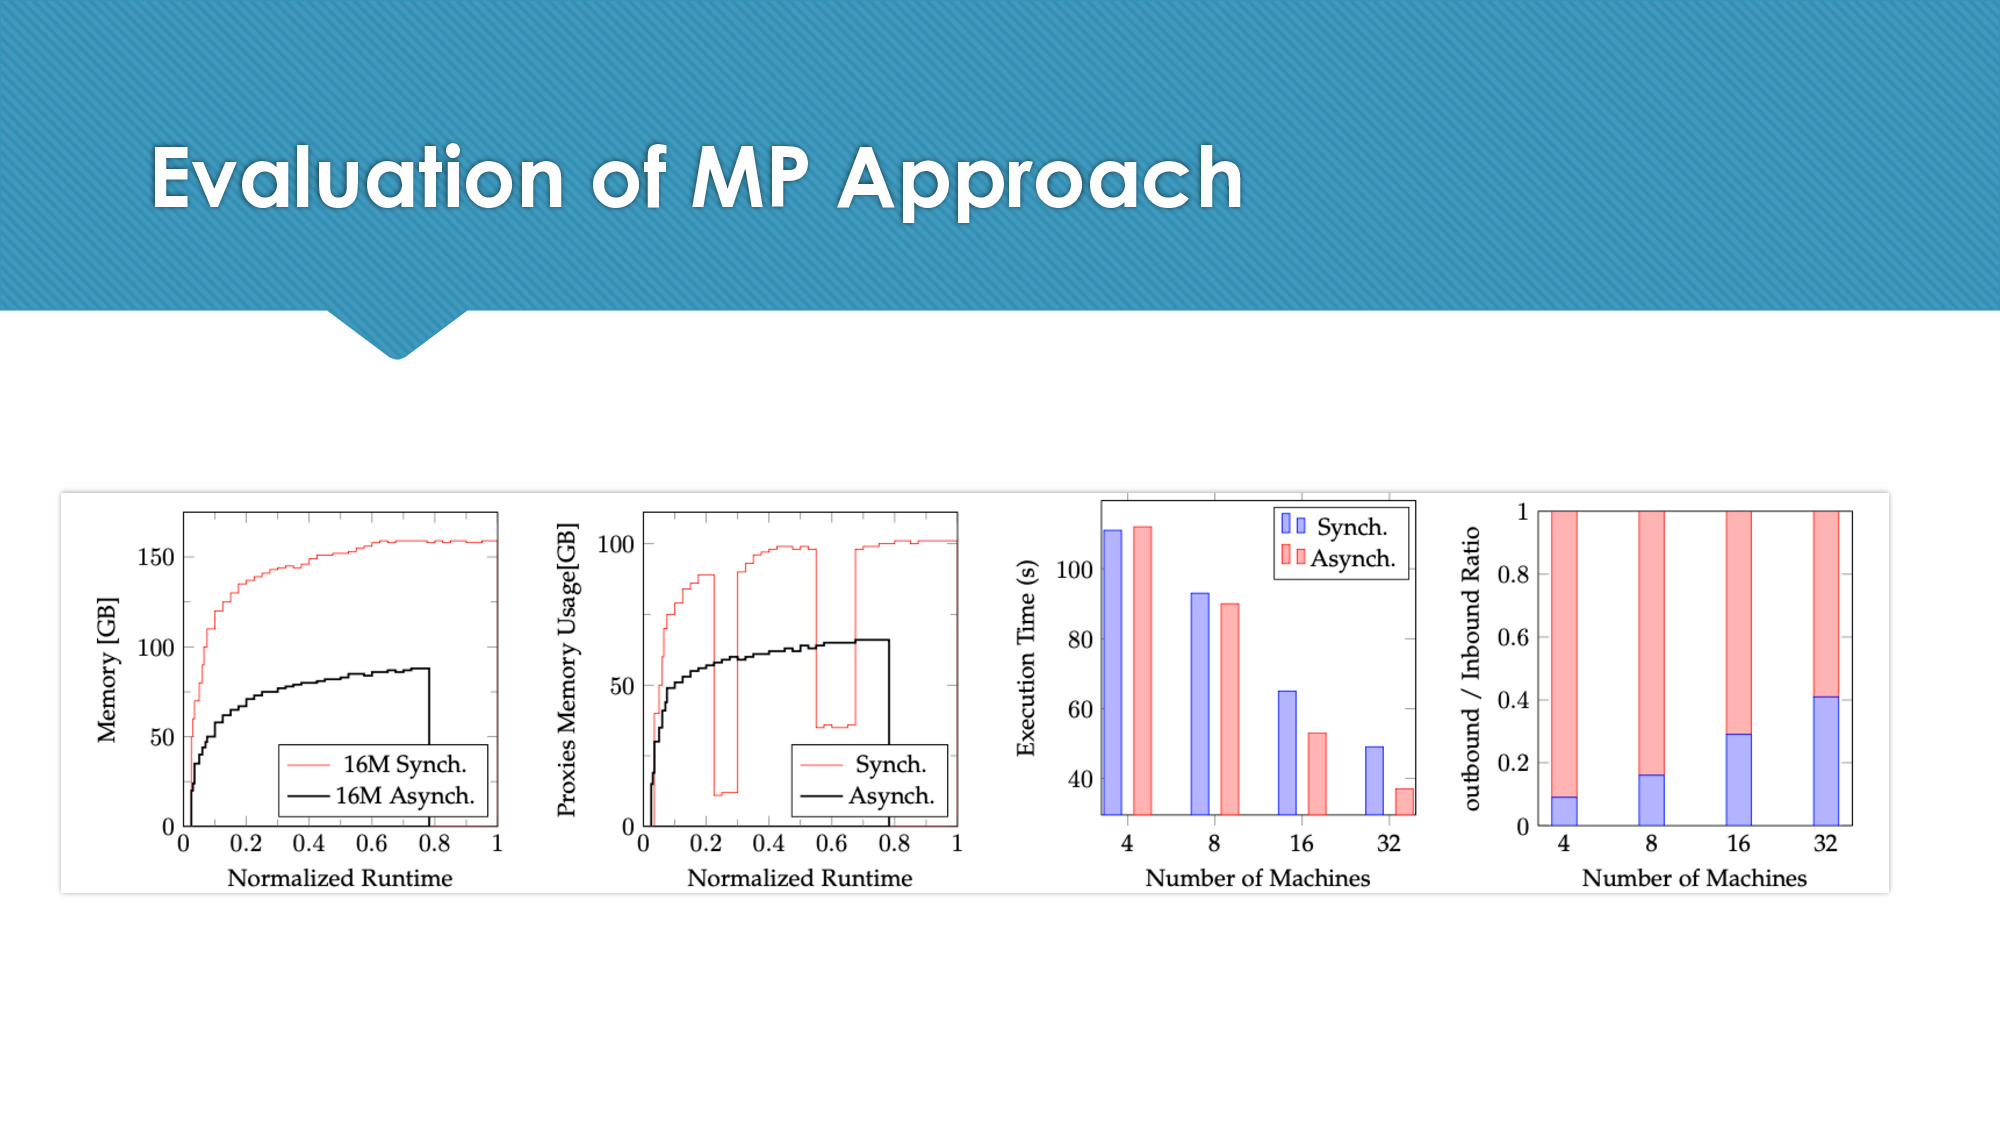 Evaluation of MP Approach
Memory [GB]
150
100
50
0
0 0.2 0.4 0.6 0.8 1
16M Synch.
16M Asynch.
Normalized Runtime
Proxies Memory Usage[GB]
100
50
0
0 0.2 0.4 0.6 0.8 1
Synch.
Asynch.
Normalized Runtime
Execution Time (s)
100
80
60
40
4 8 16 32
Synch.
Asynch.
Number of Machines
outbound / Inbound Ratio
1
0.8
0.6
0.4
0.2
0
4 8 16 32
Number of Machines